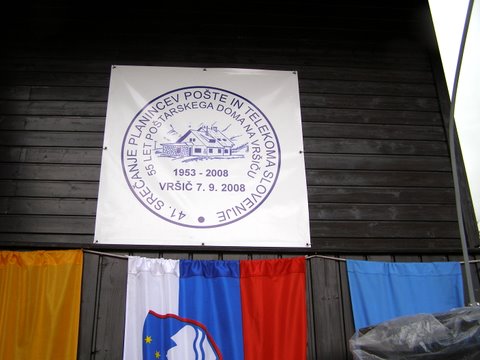 41. SREČANJE PLANINCEV POŠTE IN TELEKOMA SLOVENIJE
55 LET POŠTARSKEGA DOMA NA VRŠIČU
1953 - 2008
VRŠIČ 7. 9. 2008